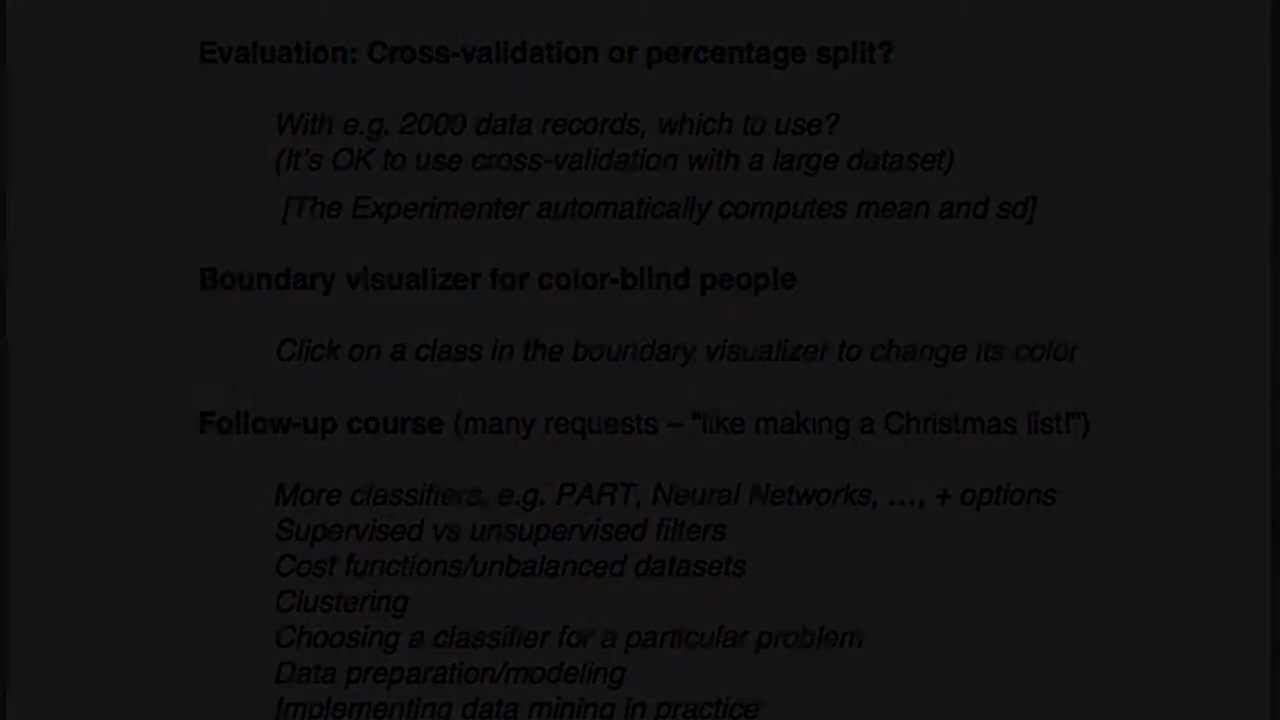 Evaluation: Cross-validation or percentage split?
With e.g. 2000 data records, which to use?
(It's OK to use cross-validation with a large dataset)
[The Experimenter automatically computes mean and sd]
Boundary visualizer for color-blind people
Click on a class in the boundary visualizer to change its color
Follow-up course (many requests – "like making a Christmas list!")
More classifiers, e.g. PART, Neural Networks, …, + options
Supervised vs unsupervised filters
Cost functions/unbalanced datasets
Clustering
Choosing a classifier for a particular problem
Data preparation/modeling
Implementing data mining in practice